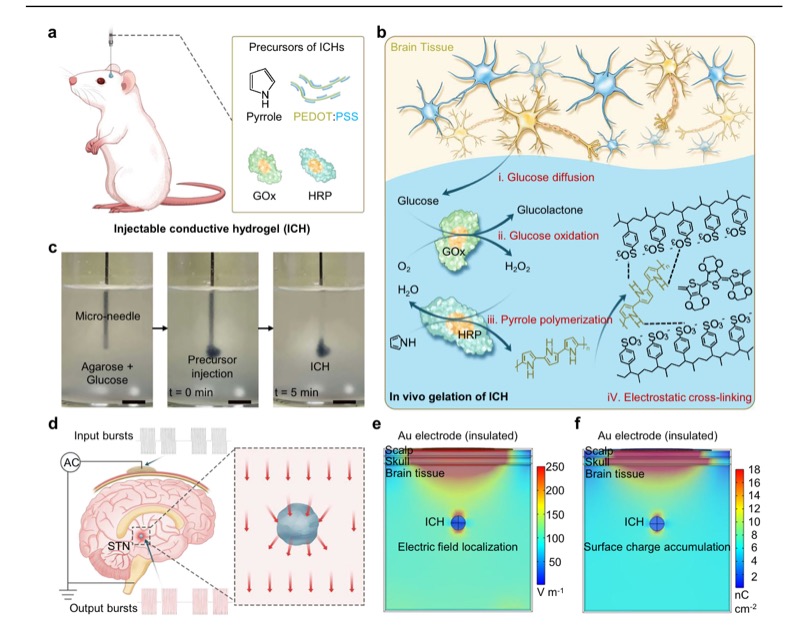 a
Precursors of ICHs
Pyrrole
PEDOT:PSS
GOx
HRP
Injectable conductive hydrogel (ICH)
b
Brain Tissue
i. Glucose diffusion
Glucose
Glucolactone
ii. Glucose oxidation
GOx
O₂
H₂O₂
H₂O
iii. Pyrrole polymerization
HRP
NH
In vivo gelation of ICH
iV. Electrostatic cross-linking
c
Micro-needle
Agarose +
Glucose
Precursor
injection
t = 0 min
ICH
t = 5 min
d
Input bursts
AC
STN
Output bursts
e
Au electrode (insulated)
Scalp
Skull
Brain tissue
ICH
Electric field localization
250
200
150
100
50
V m⁻¹
f
Au electrode (insulated)
Scalp
Skull
Brain tissue
ICH
Surface charge accumulation
18
16
14
12
10
8
6
4
2
nC
cm⁻²